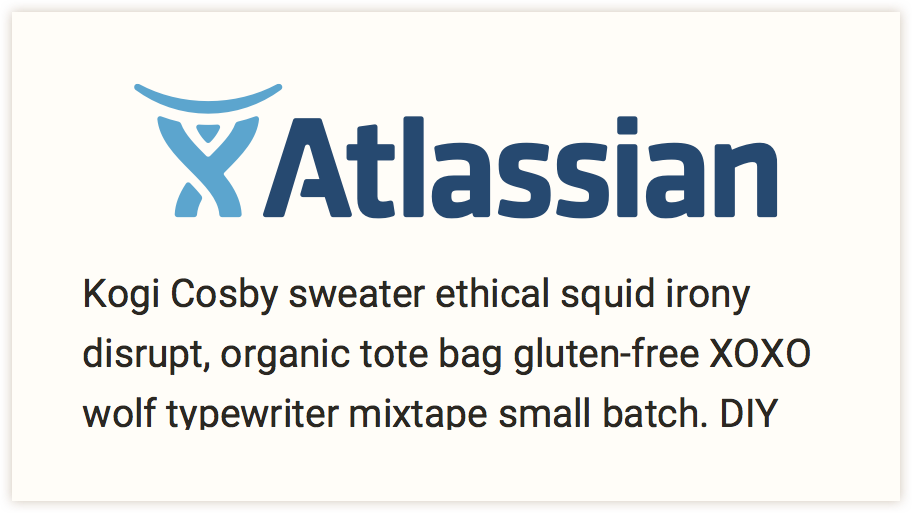 Atlassian
Kogi Cosby sweater ethical squid irony
disrupt, organic tote bag gluten-free XOXO
wolf typewriter mixtape small batch. DIY